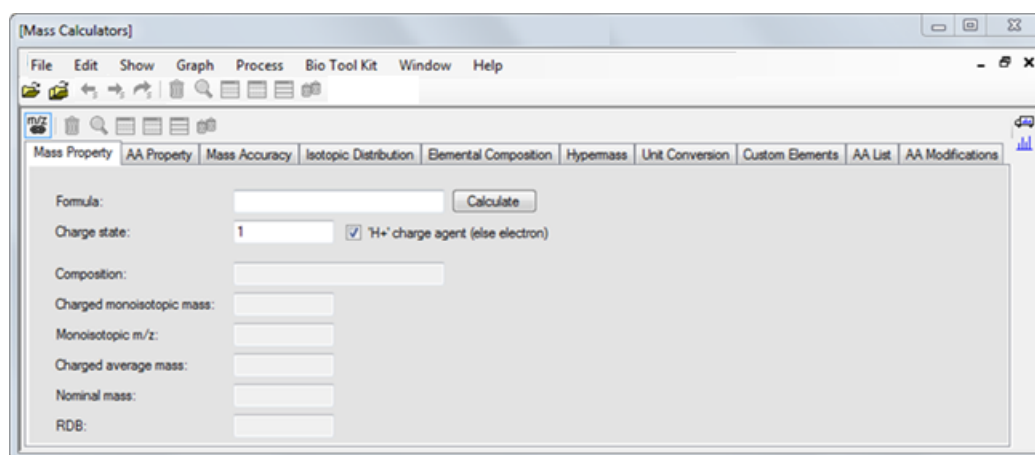 [Mass Calculators]
File Edit Show Graph Process Bio Tool Kit Window Help
m/z
Mass Property AA Property Mass Accuracy Isotopic Distribution Elemental Composition Hypermass Unit Conversion Custom Elements AA List AA Modifications
Formula: Calculate
Charge state: 1 'H+' charge agent (else electron)
Composition:
Charged monoisotopic mass:
Monoisotopic m/z:
Charged average mass:
Nominal mass:
RDB: